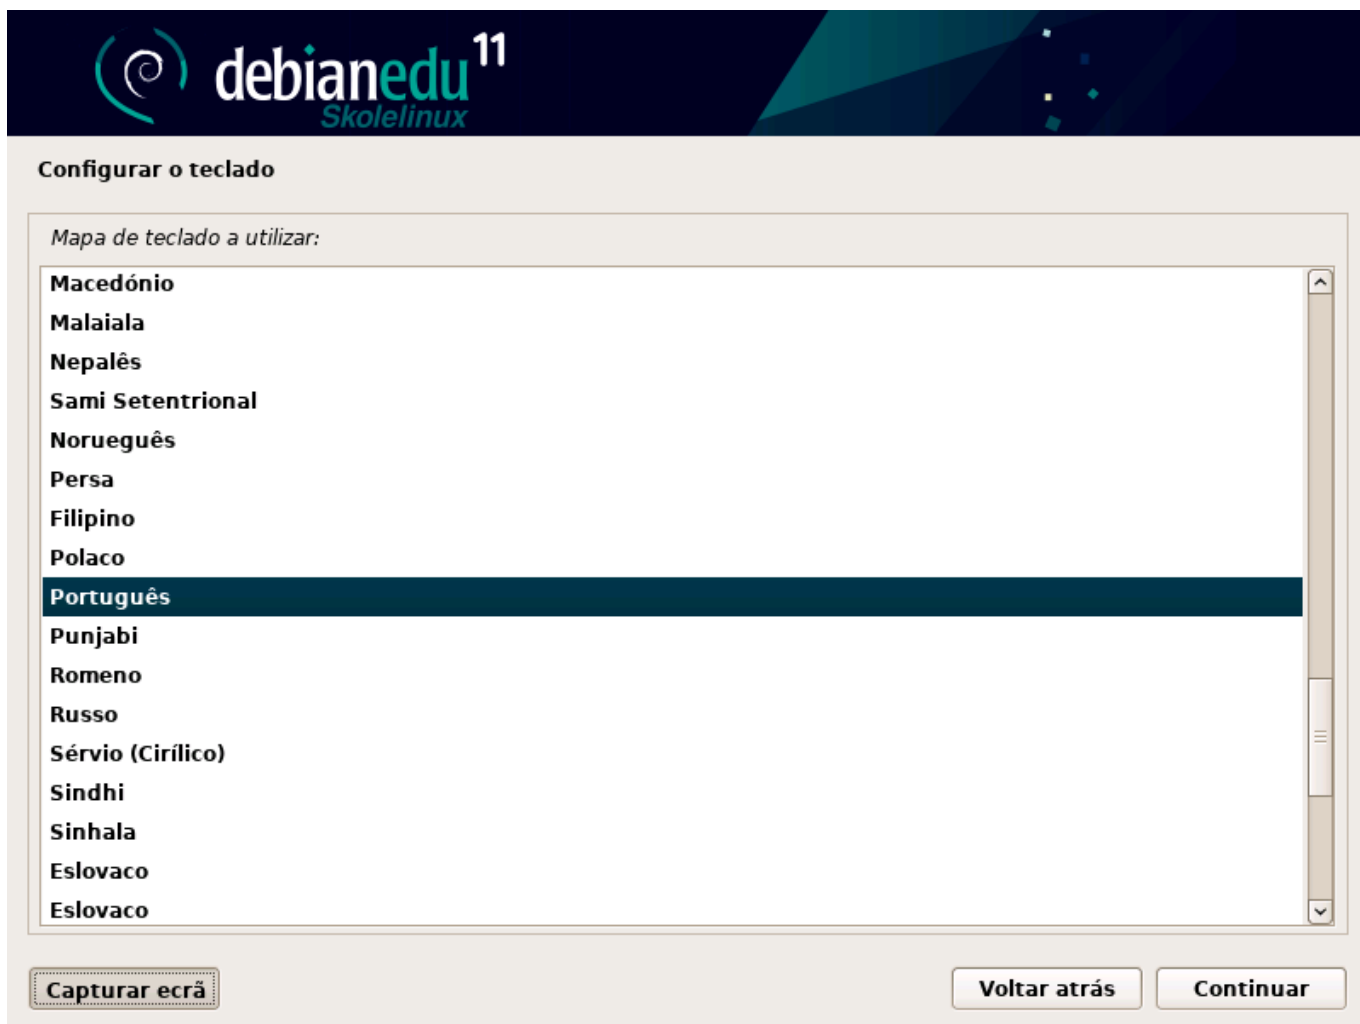 debianedu 11
Skolelinux
Configurar o teclado
Mapa de teclado a utilizar:
Macedónio
Malaiala
Nepalês
Sami Setentrional
Norueguês
Persa
Filipino
Polaco
Português
Punjabi
Romeno
Russo
Sérvio (Cirílico)
Sindhi
Sinhala
Eslovaco
Eslovaco
Capturar ecrã
Voltar atrás
Continuar